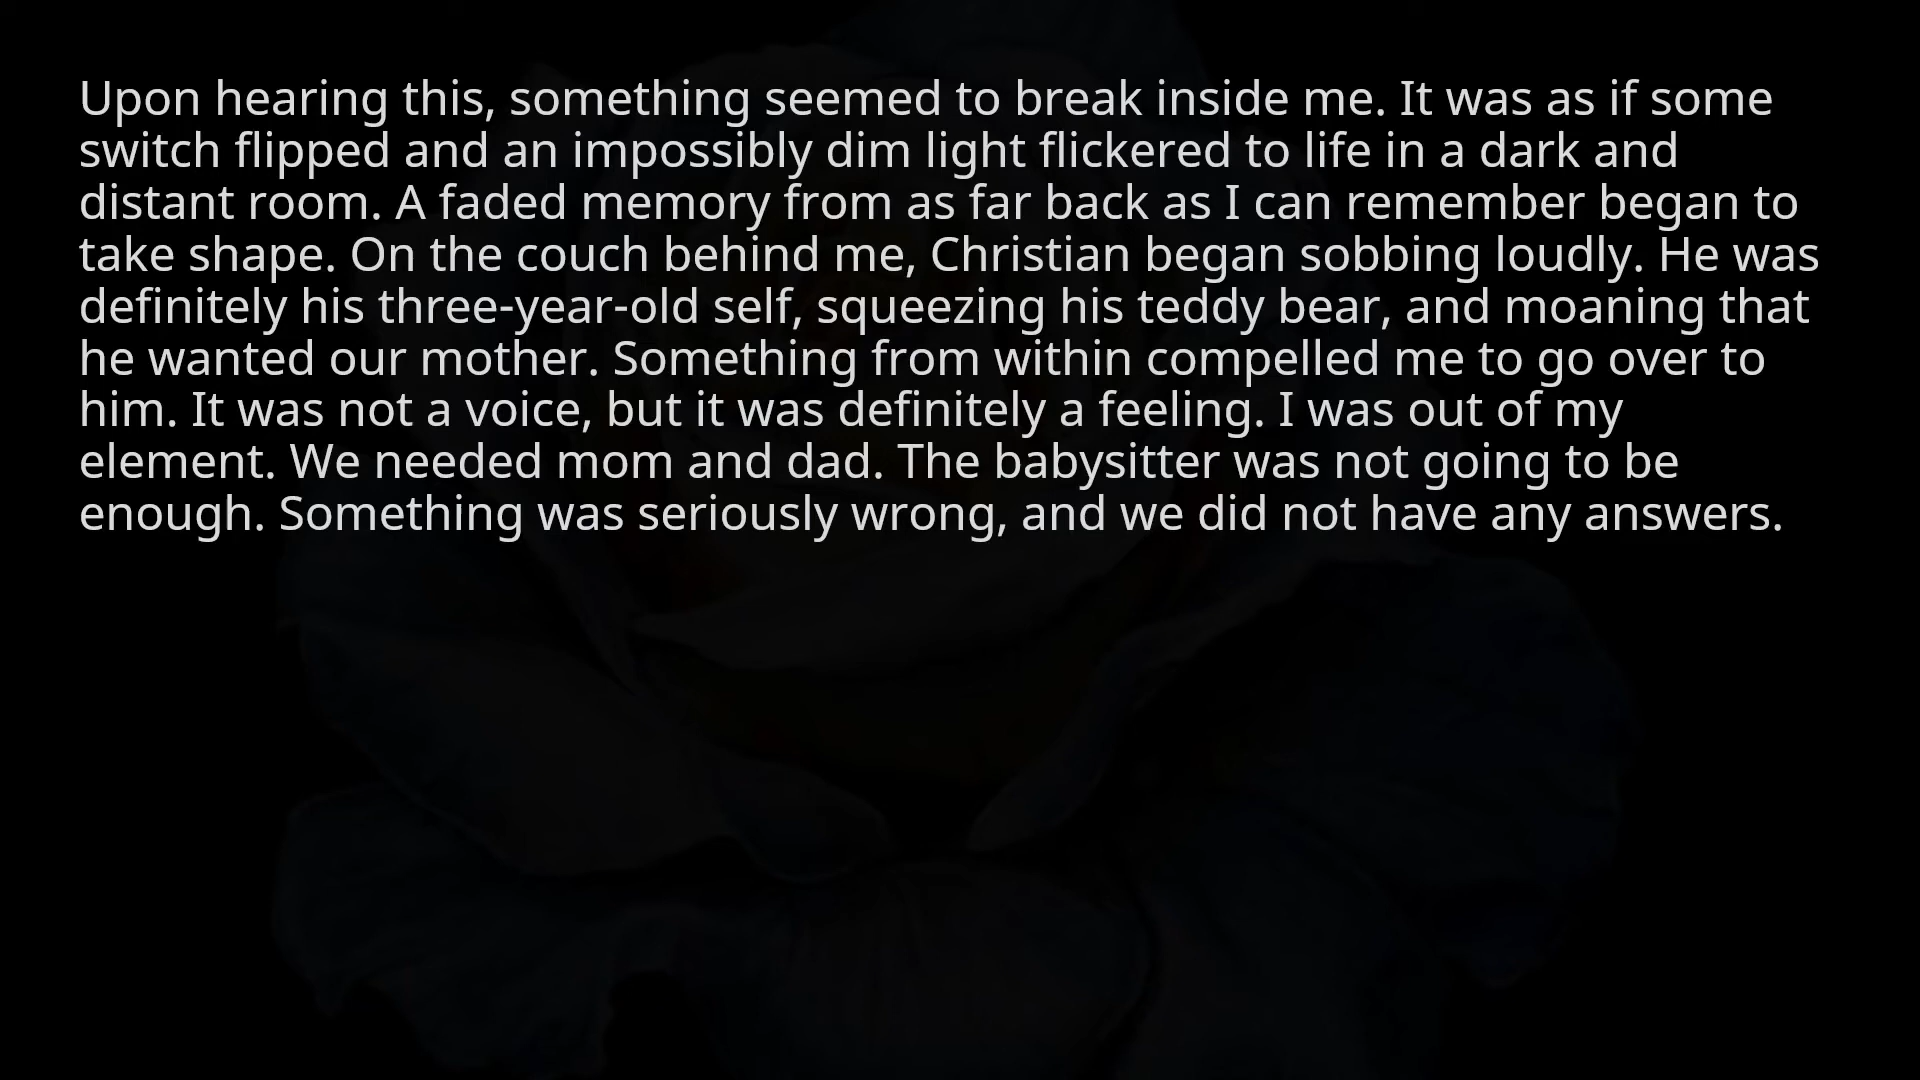 Upon hearing this, something seemed to break inside me. It was as if some
switch flipped and an impossibly dim light flickered to life in a dark and
distant room. A faded memory from as far back as I can remember began to
take shape. On the couch behind me, Christian began sobbing loudly. He was
definitely his three-year-old self, squeezing his teddy bear, and moaning that
he wanted our mother. Something from within compelled me to go over to
him. It was not a voice, but it was definitely a feeling. I was out of my
element. We needed mom and dad. The babysitter was not going to be
enough. Something was seriously wrong, and we did not have any answers.